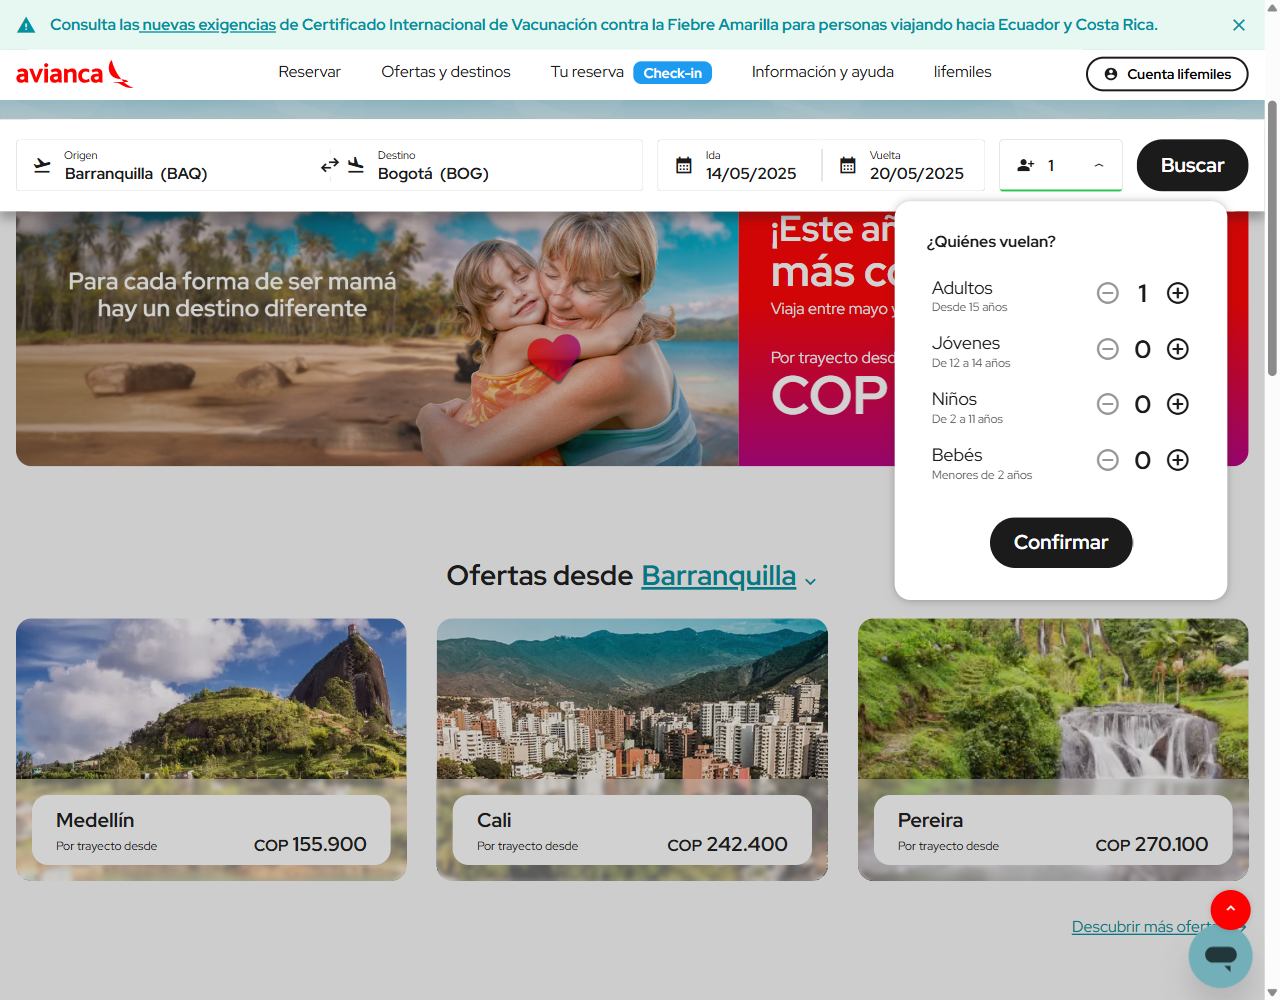 Consulta las nuevas exigencias de Certificado Internacional de Vacunación contra la Fiebre Amarilla para personas viajando hacia Ecuador y Costa Rica.
avianca
Reservar
Ofertas y destinos
Tu reserva
Check-in
Información y ayuda
lifemiles
Cuenta lifemiles
Origen
Barranquilla (BAQ)
Destino
Bogotá (BOG)
Ida
14/05/2025
Vuelta
20/05/2025
1
Buscar
Para cada forma de ser mamá
hay un destino diferente
¡Este
más
Viaja entre mayo
Por trayecto
COP
¿Quiénes vuelan?
Adultos
1
Desde 15 años
Jóvenes
0
De 12 a 14 años
Niños
0
De 2 a 11 años
Bebés
0
Menores de 2 años
Confirmar
Ofertas desde Barranquilla
Medellín
Por trayecto desde
COP 155.900
Cali
Por trayecto desde
COP 242.400
Pereira
Por trayecto desde
COP 270.100
Descubrir más